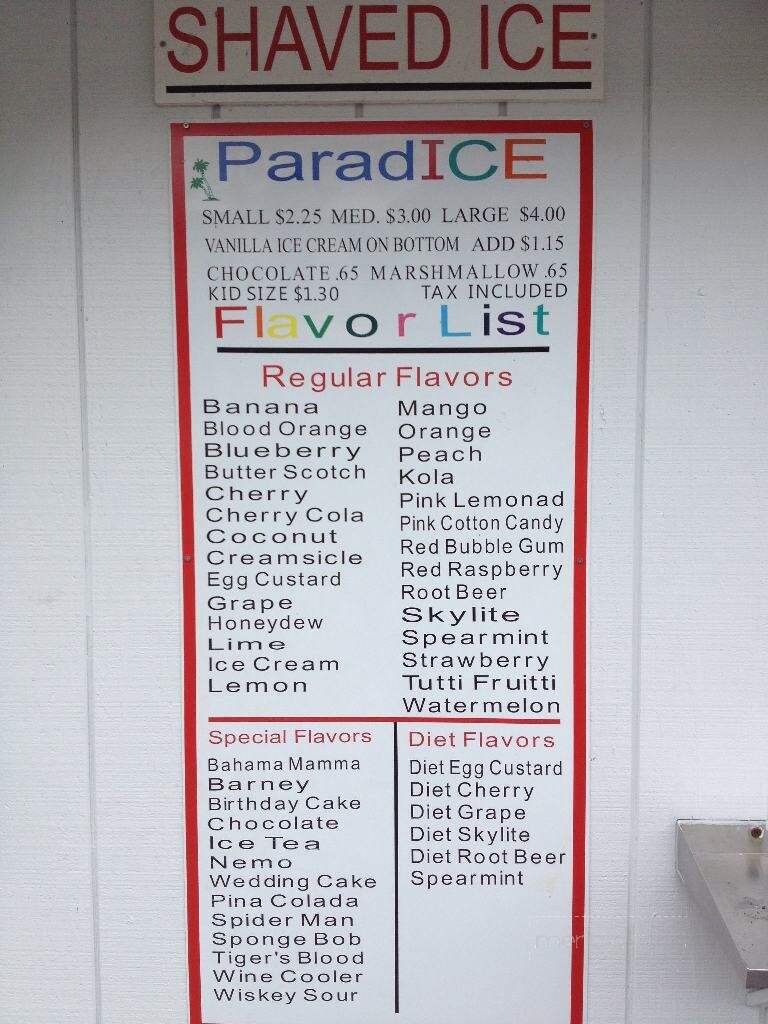 SHAVED ICE
ParadICE
SMALL $2.25 MED. $3.00 LARGE $4.00
VANILLA ICE CREAM ON BOTTOM ADD $1.15
CHOCOLATE .65 MARSHMALLOW .65
KID SIZE $1.30 TAX INCLUDED
Flavor List
Regular Flavors
Banana
Blood Orange
Blueberry
Butter Scotch
Cherry
Cherry Cola
Coconut
Creamsicle
Egg Custard
Grape
Honeydew
Lime
Ice Cream
Lemon
Mango
Orange
Peach
Kola
Pink Lemonad
Pink Cotton Candy
Red Bubble Gum
Red Raspberry
Root Beer
Skylite
Spearmint
Strawberry
Tutti Fruitti
Watermelon
Special Flavors
Bahama Mamma
Barney
Birthday Cake
Chocolate
Ice Tea
Nemo
Wedding Cake
Pina Colada
Spider Man
Sponge Bob
Tiger's Blood
Wine Cooler
Wiskey Sour
Diet Flavors
Diet Egg Custard
Diet Cherry
Diet Grape
Diet Skylite
Diet Root Beer
Spearmint